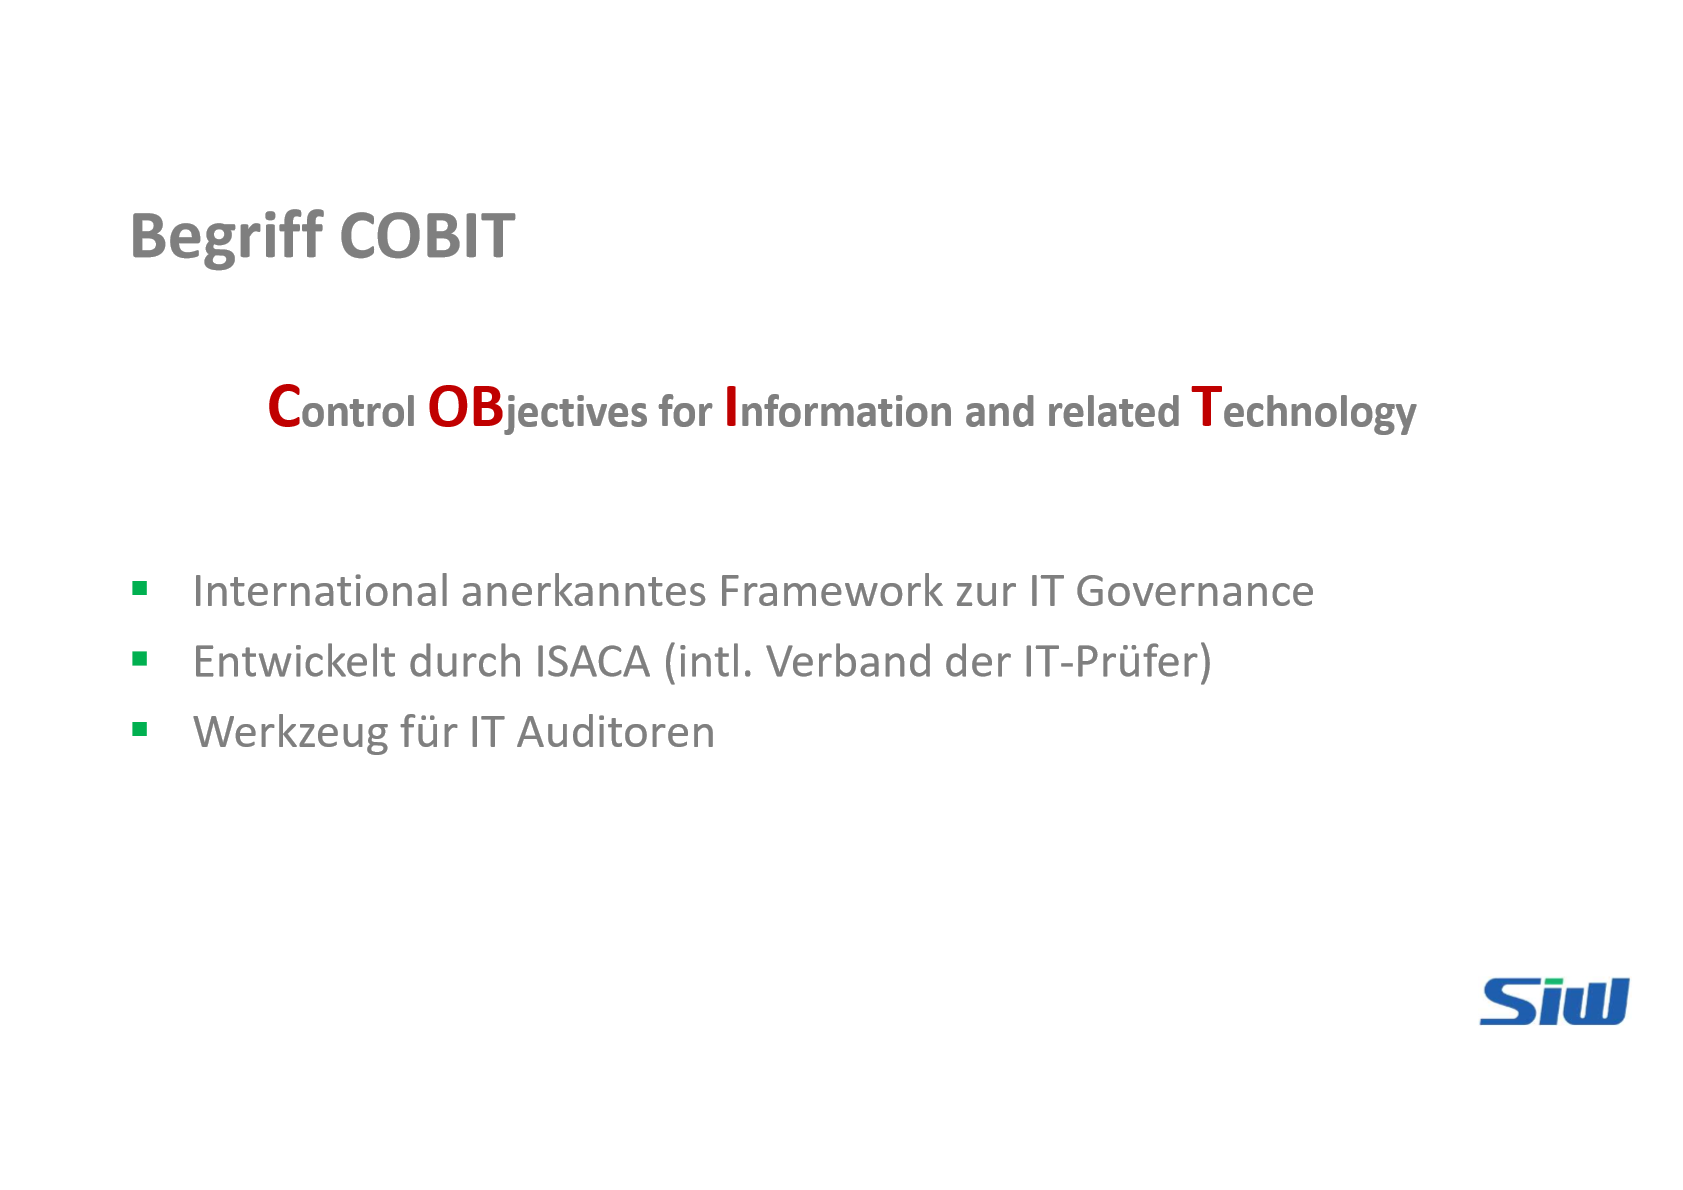 Begriff COBIT
Control OBjectives for Information and related Technology
International anerkanntes Framework zur IT Governance
Entwickelt durch ISACA (intl. Verband der IT-Prüfer)
Werkzeug für IT Auditoren
Siw